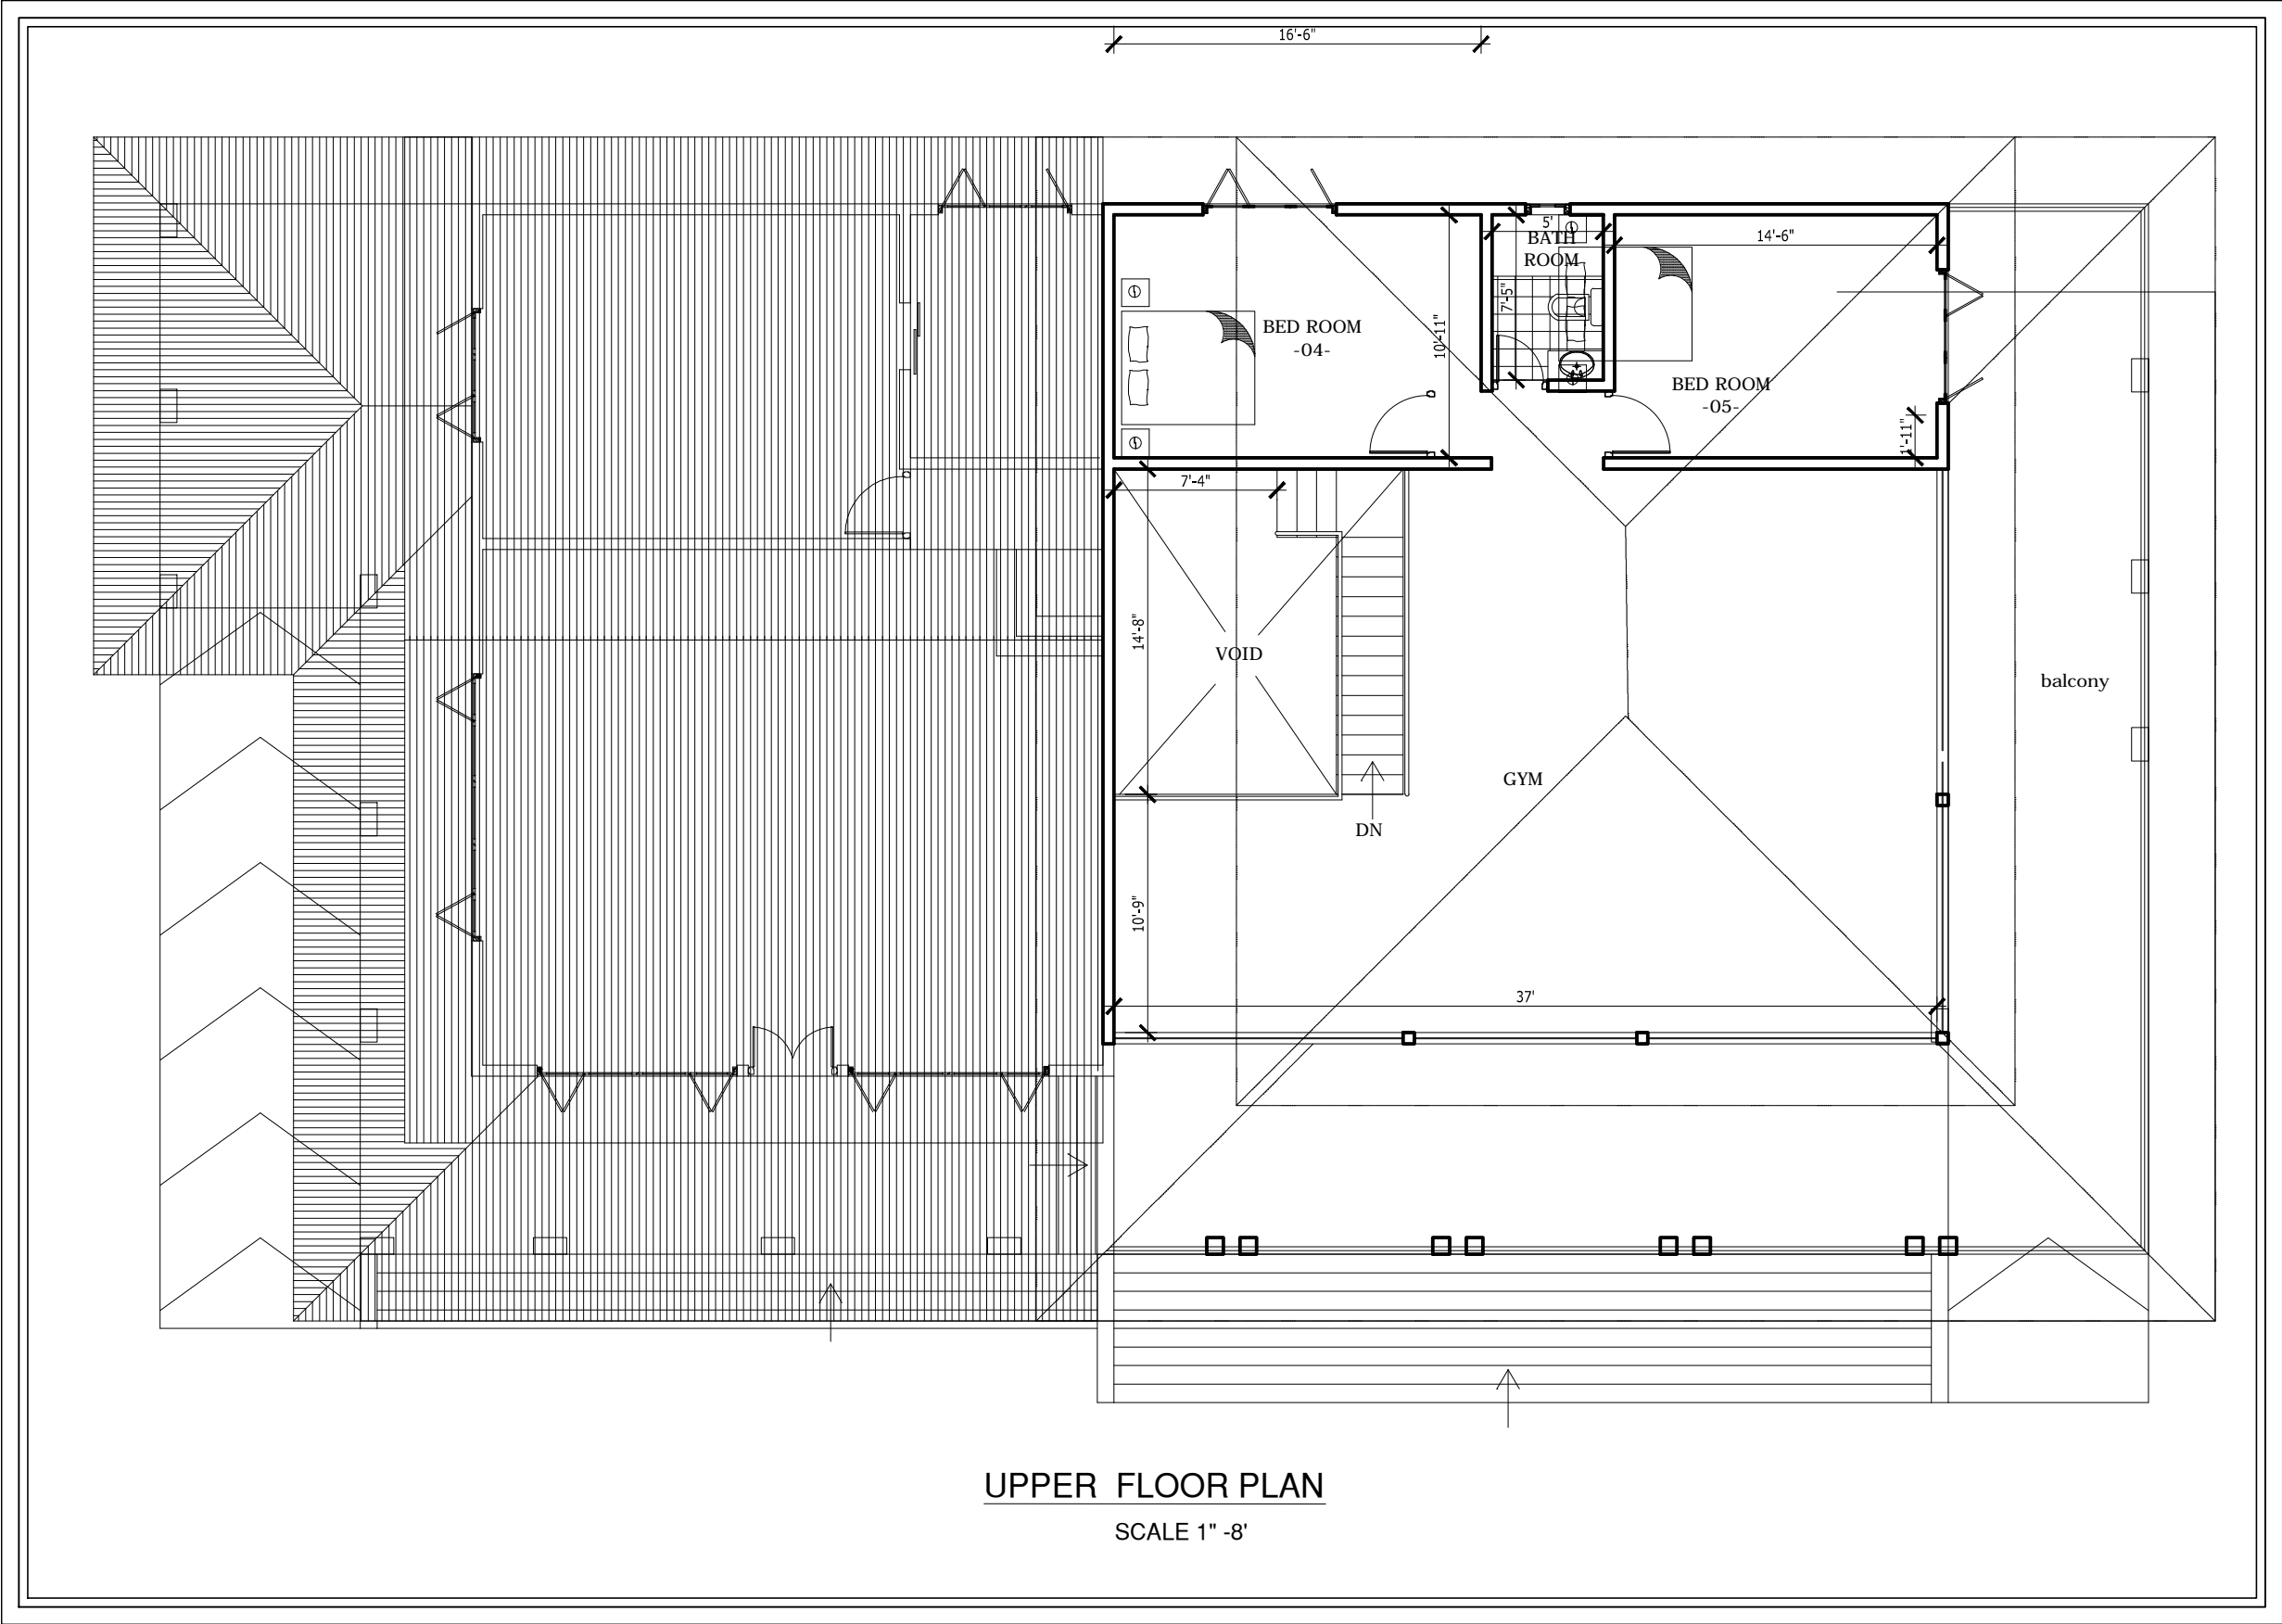 16'-6"
5'
BATH
ROOM
14'-6"
7'-5"
BED ROOM
-04-
10'-11"
BED ROOM
-05-
1'-11"
7'-4"
14'-8"
VOID
balcony
GYM
DN
10'-9"
37'
UPPER FLOOR PLAN
SCALE 1" -8'